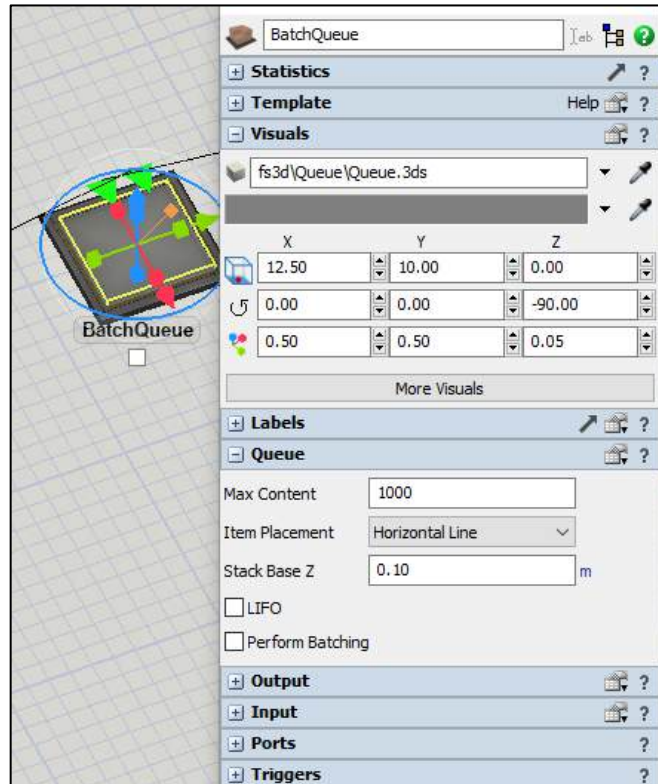 BatchQueue
Statistics ?
Template Help ?
Visuals ?
fs3d\Queue\Queue.3ds
X Y Z
12.50 10.00 0.00
0.00 0.00 -90.00
0.50 0.50 0.05
More Visuals
Labels ?
Queue ?
Max Content 1000
Item Placement Horizontal Line
Stack Base Z 0.10 m
LIFO
Perform Batching
Output ?
Input ?
Ports ?
Triggers ?
BatchQueue